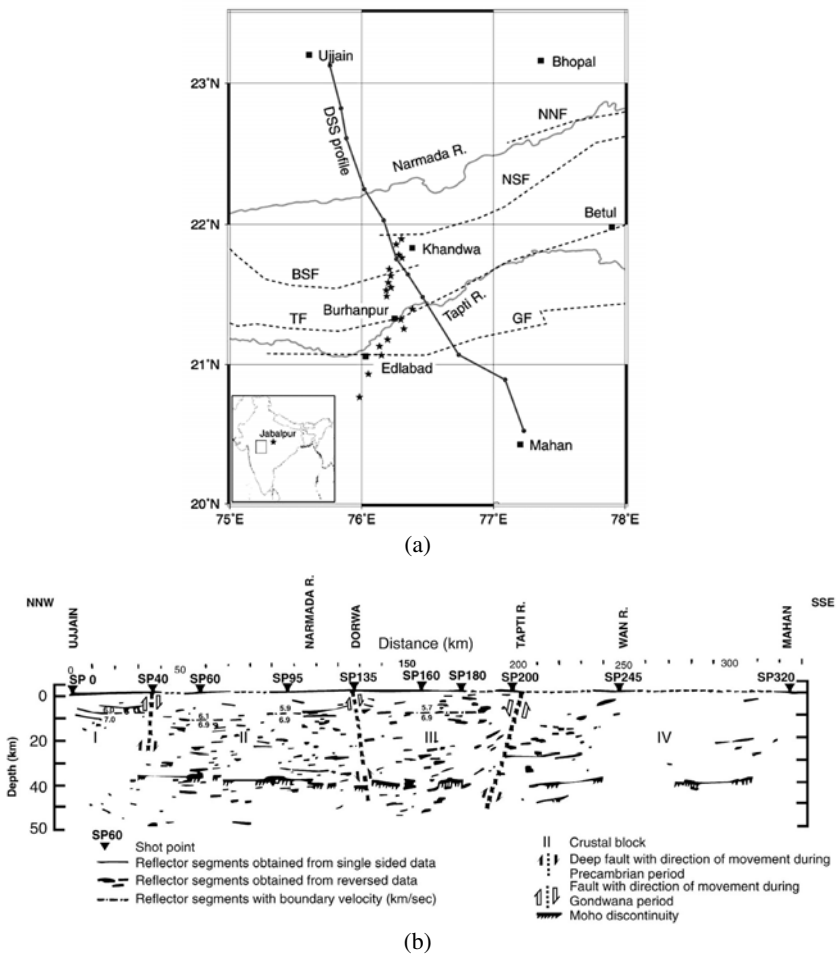 Ujjain
Bhopal
23°N
NNF
DSS profile
Narmada R.
NSF
Betul
22°N
Khandwa
BSF
Burhanpur
Tapti R.
TF
GF
21°N
Edlabad
Jabalpur
Mahan
20°N
75°E
76°E
77°E
78°E
(a)
NNW
UJJAIN
NARMADA R.
DORWA
Distance (km)
TAPTI R.
WAN R.
MAHAN
SSE
0
50
150
200
250
300
SP 0
SP40
SP60
SP95
SP135
SP160
SP180
SP200
SP245
SP320
0
10
20
30
40
50
Depth (km)
6.0
7.0
6.1
6.9
5.9
6.9
5.7
6.9
I
II
III
IV
SP60
Shot point
Reflector segments obtained from single sided data
Reflector segments obtained from reversed data
Reflector segments with boundary velocity (km/sec)
II Crustal block
Deep fault with direction of movement during
Precambrian period
Fault with direction of movement during
Gondwana period
Moho discontinuity
(b)